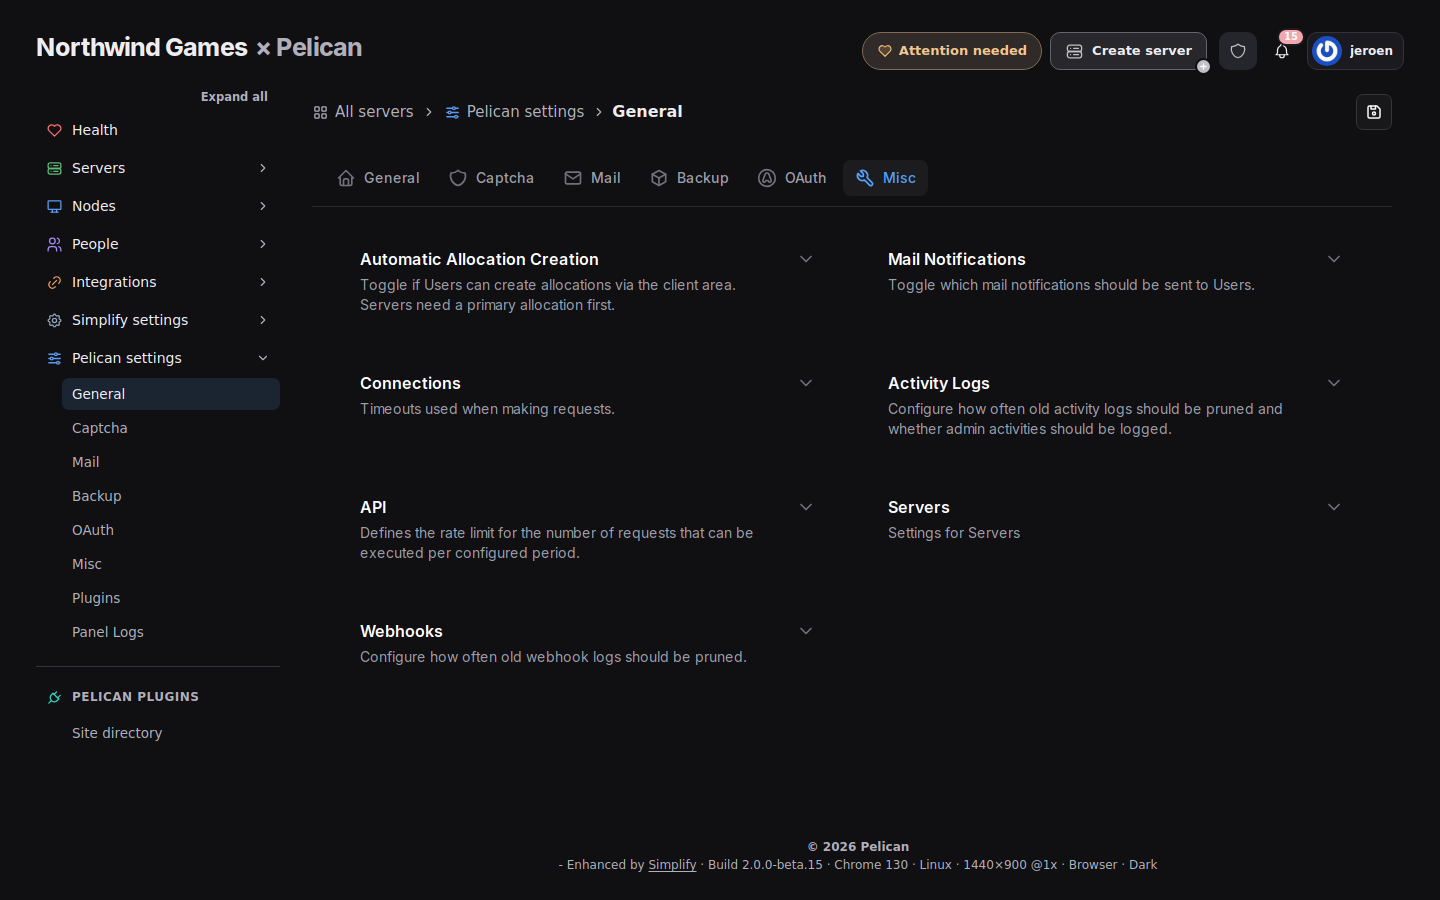 Northwind Games × Pelican
Attention needed
Create server
15
jeroen
Expand all
Health
Servers
Nodes
People
Integrations
Simplify settings
Pelican settings
General
Captcha
Mail
Backup
OAuth
Misc
Plugins
Panel Logs
PELICAN PLUGINS
Site directory
All servers > Pelican settings > General
General
Captcha
Mail
Backup
OAuth
Misc
Automatic Allocation Creation
Toggle if Users can create allocations via the client area.
Servers need a primary allocation first.
Mail Notifications
Toggle which mail notifications should be sent to Users.
Connections
Timeouts used when making requests.
Activity Logs
Configure how often old activity logs should be pruned and
whether admin activities should be logged.
API
Defines the rate limit for the number of requests that can be
executed per configured period.
Servers
Settings for Servers
Webhooks
Configure how often old webhook logs should be pruned.
© 2026 Pelican
- Enhanced by Simplify · Build 2.0.0-beta.15 · Chrome 130 · Linux · 1440×900 @1x · Browser · Dark